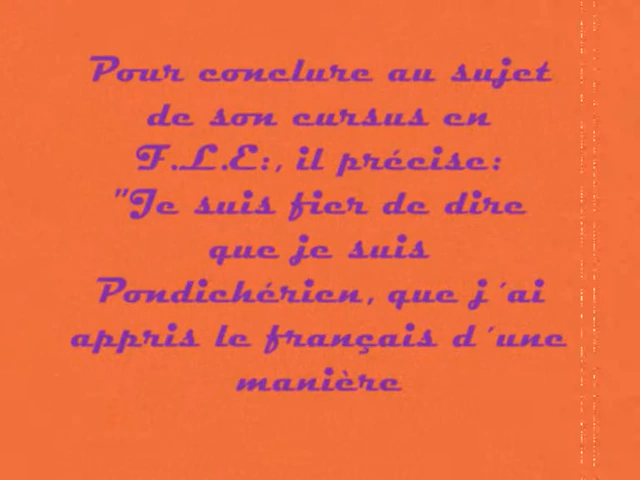 Pour conclure au sujet
de son cursus en
F.L.E:, il précise:
"Je suis fier de dire
que je suis
Pondichérien, que j´ai
appris le français d´une
manière